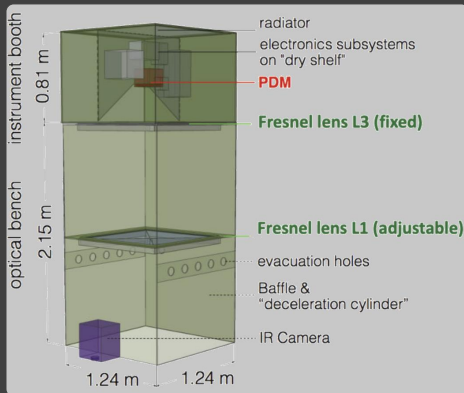 instrument booth
0.81 m
optical bench
2.15 m
radiator
electronics subsystems
on "dry shelf"
PDM
Fresnel lens L3 (fixed)
Fresnel lens L1 (adjustable)
evacuation holes
Baffle &
"deceleration cylinder"
IR Camera
1.24 m
1.24 m